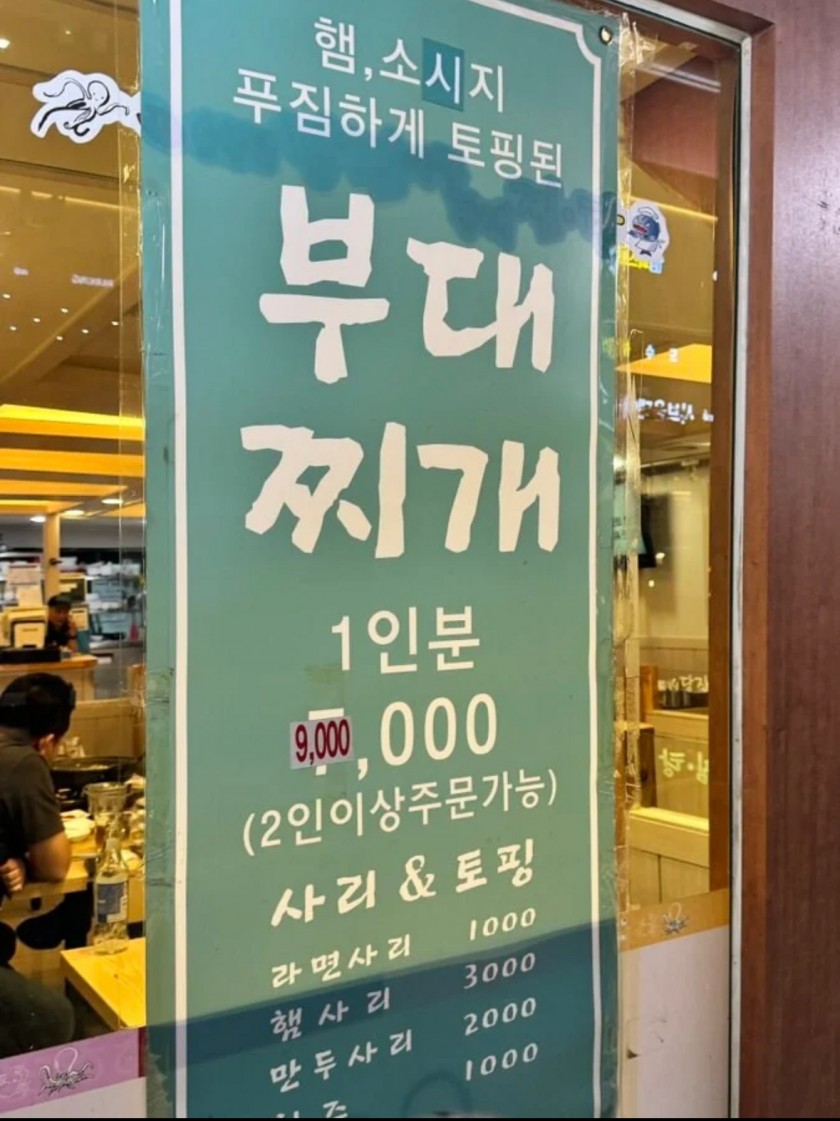 햄,소시지
푸짐하게 토핑된
부대
찌개
1인분
9,000
7,000
(2인이상주문가능)
사리 & 토핑
라면사리 1000
햄사리 3000
만두사리 2000
1000